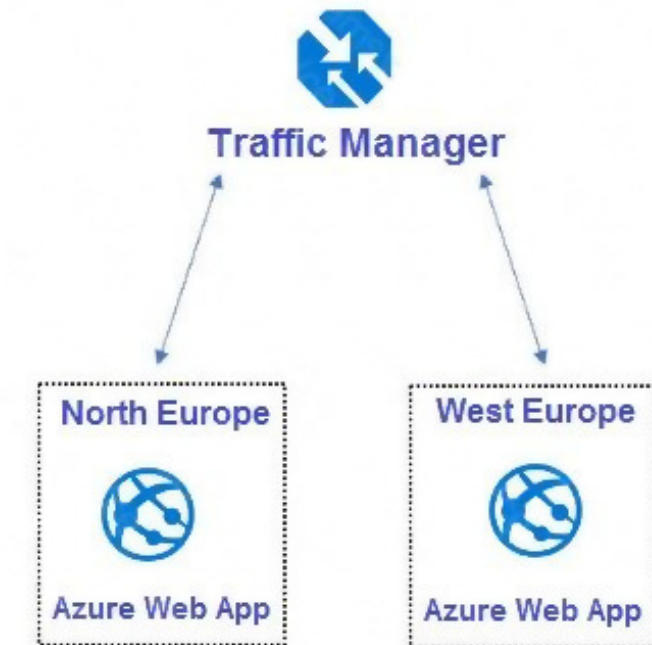 Traffic Manager
North Europe
West Europe
Azure Web App
Azure Web App